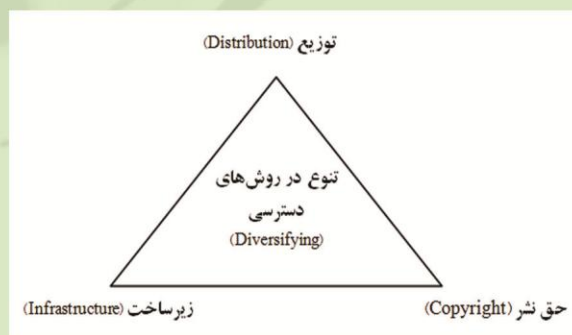 توزیع (Distribution)
تنوع در روش‌های
دسترسی
(Diversifying)
حق نشر (Copyright)
زیرساخت (Infrastructure)